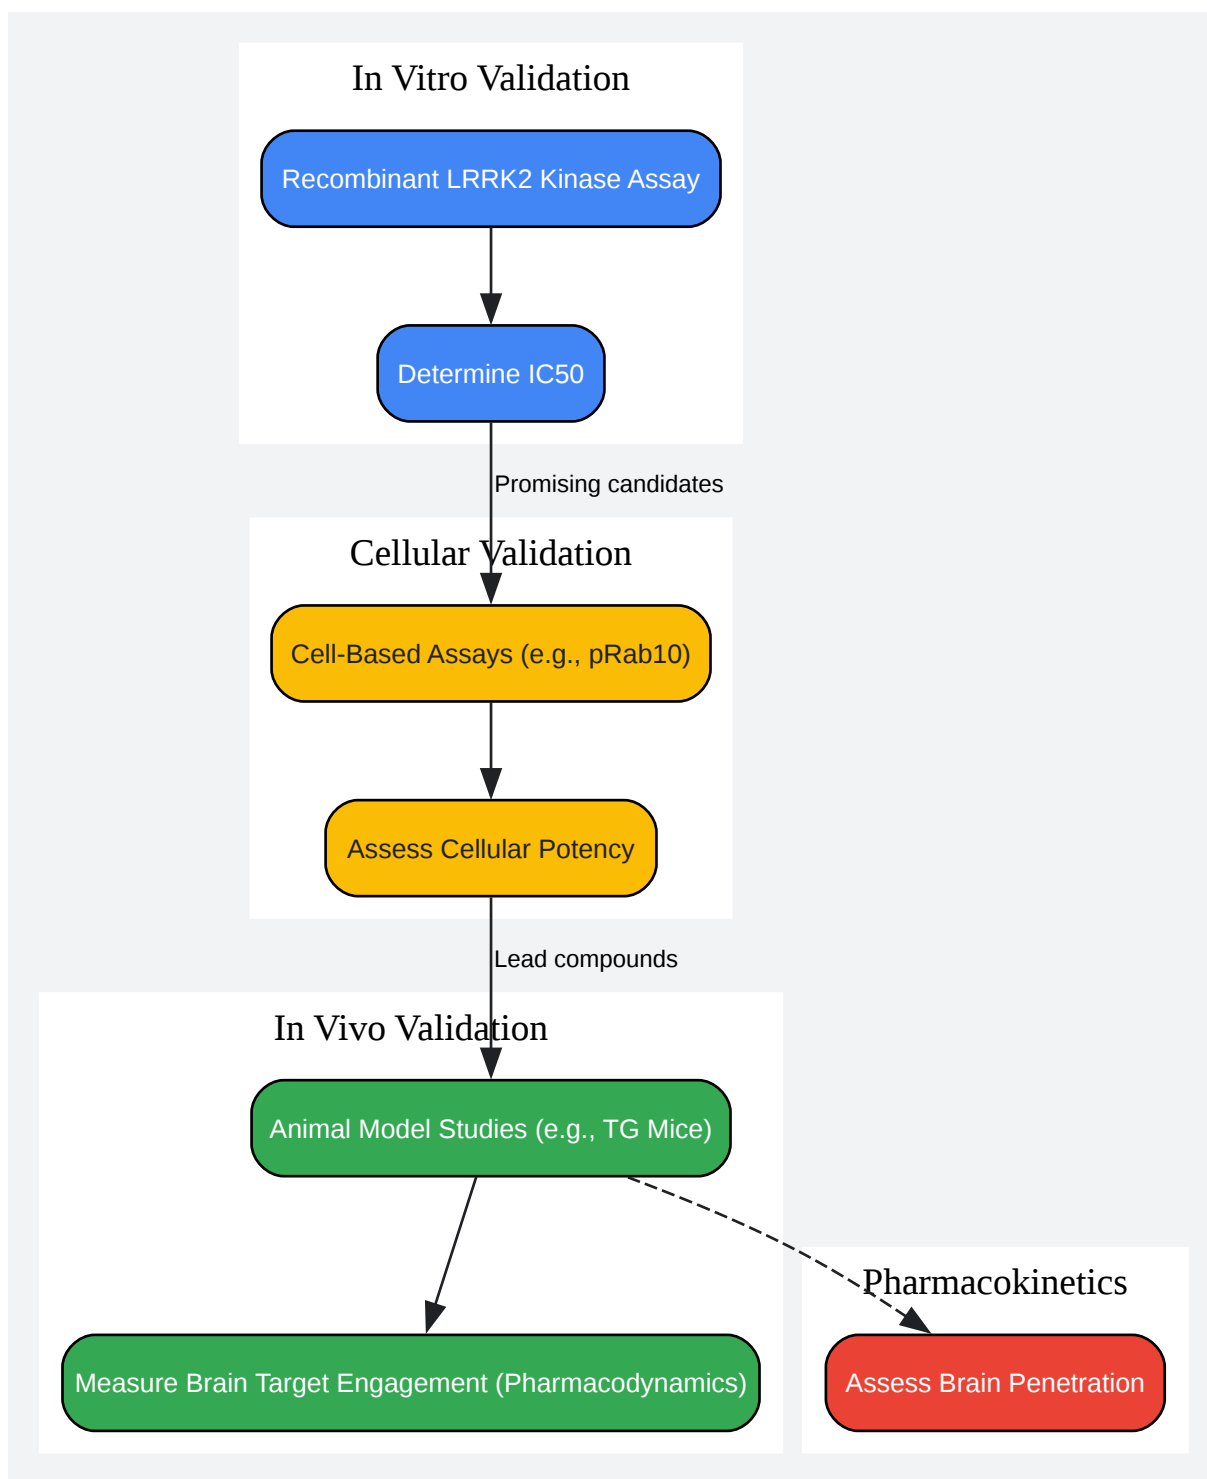 In Vitro Validation
Recombinant LRRK2 Kinase Assay
Determine IC50
Promising candidates
Cellular Validation
Cell-Based Assays (e.g., pRab10)
Assess Cellular Potency
Lead compounds
In Vivo Validation
Animal Model Studies (e.g., TG Mice)
Measure Brain Target Engagement (Pharmacodynamics)
Pharmacokinetics
Assess Brain Penetration